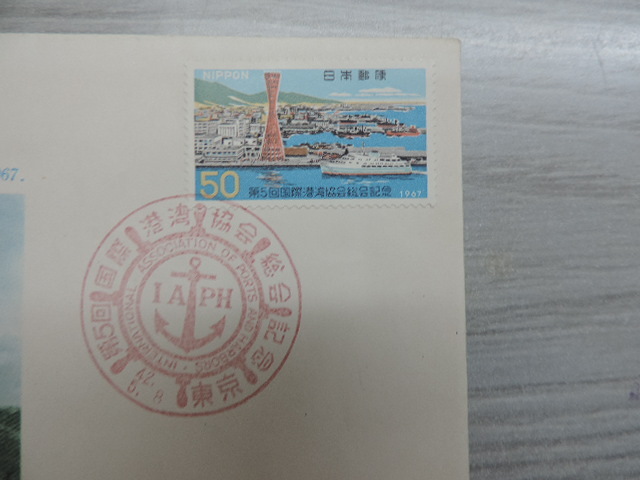 NIPPON 日本郵便
50 第5回国際港湾協会総会記念 1967
967.
第5回国際港湾協会総会記念
INTERNATIONAL ASSOCIATION OF PORTS AND HARBORS
IAPH
42.
5. 8
東京